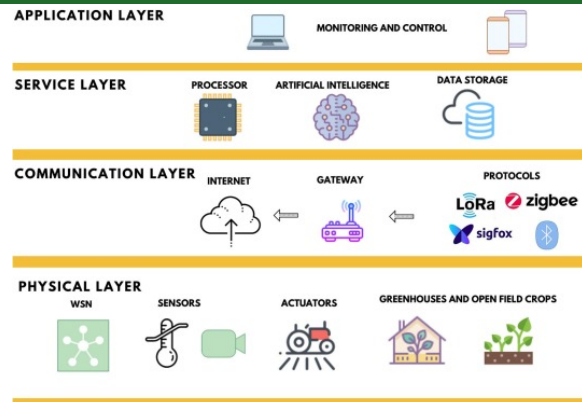 APPLICATION LAYER
MONITORING AND CONTROL
SERVICE LAYER
PROCESSOR
ARTIFICIAL INTELLIGENCE
DATA STORAGE
COMMUNICATION LAYER
INTERNET
GATEWAY
PROTOCOLS
LoRa
zigbee
sigfox
PHYSICAL LAYER
WSN
SENSORS
ACTUATORS
GREENHOUSES AND OPEN FIELD CROPS